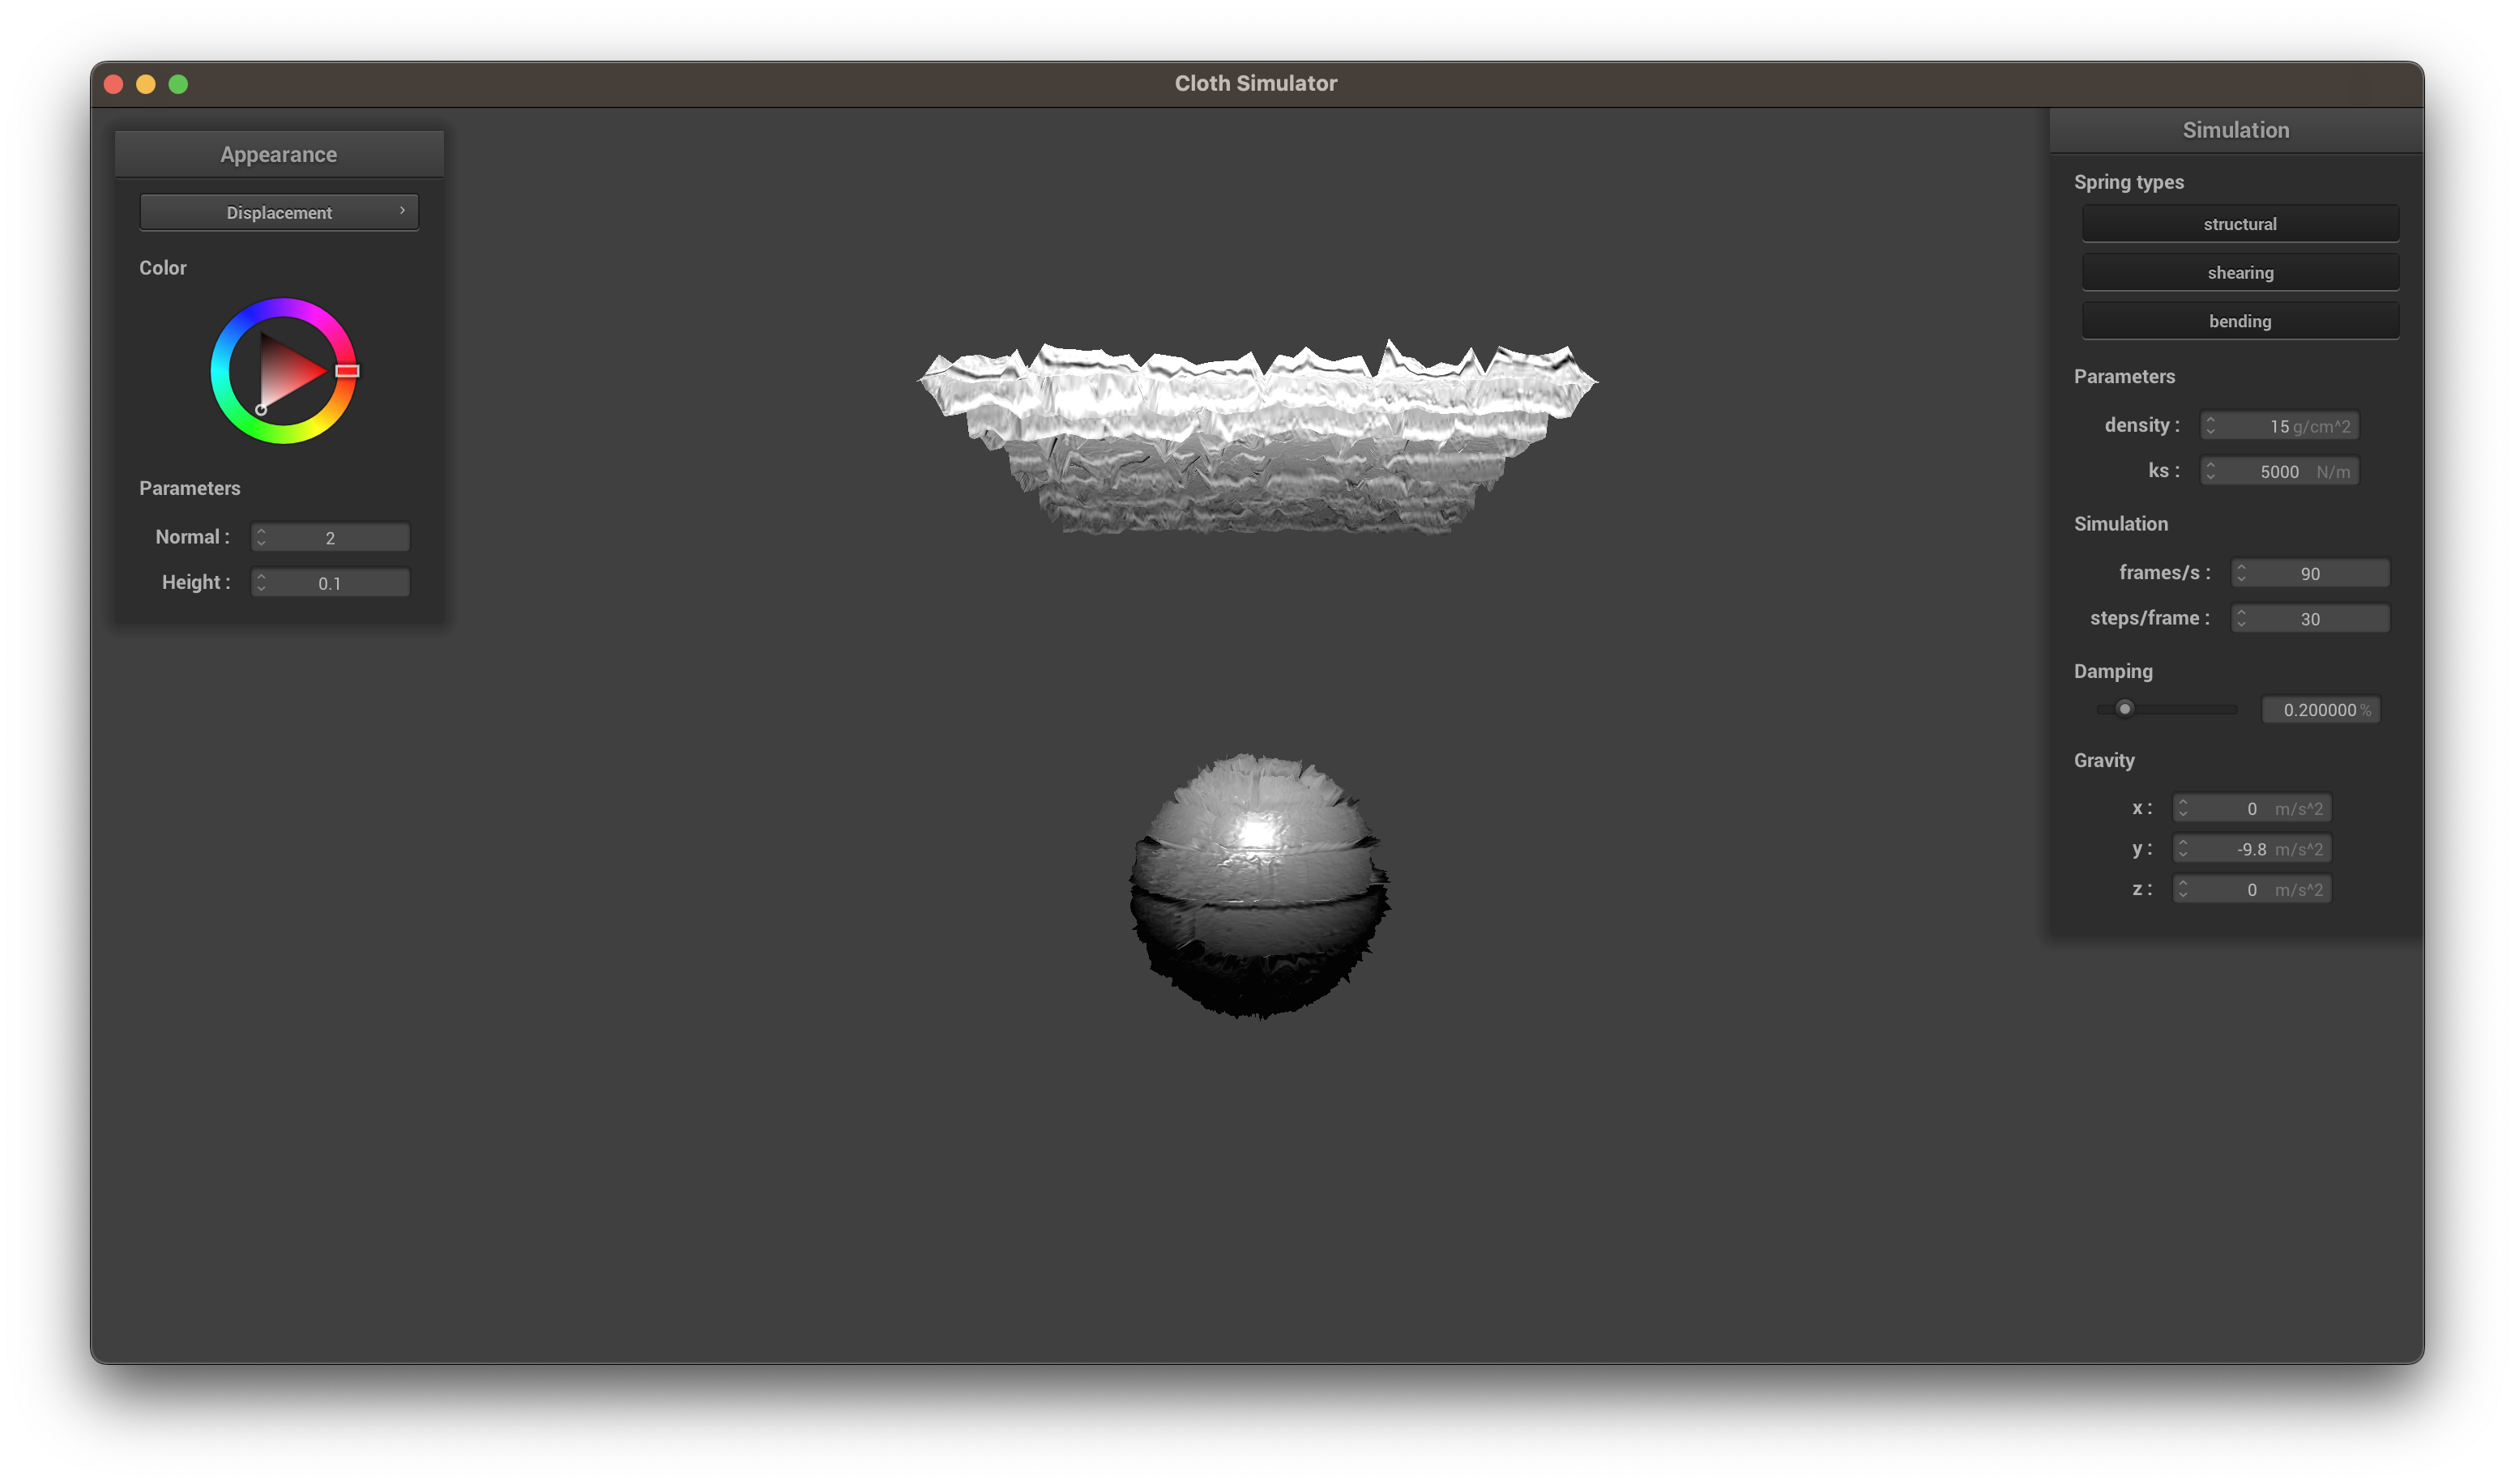 Cloth Simulator
Appearance
Displacement
Color
Parameters
Normal : 2
Height : 0.1
Simulation
Spring types
structural
shearing
bending
Parameters
density : 15 g/cm^2
ks : 5000 N/m
Simulation
frames/s : 90
steps/frame : 30
Damping
0.200000 %
Gravity
x : 0 m/s^2
y : -9.8 m/s^2
z : 0 m/s^2